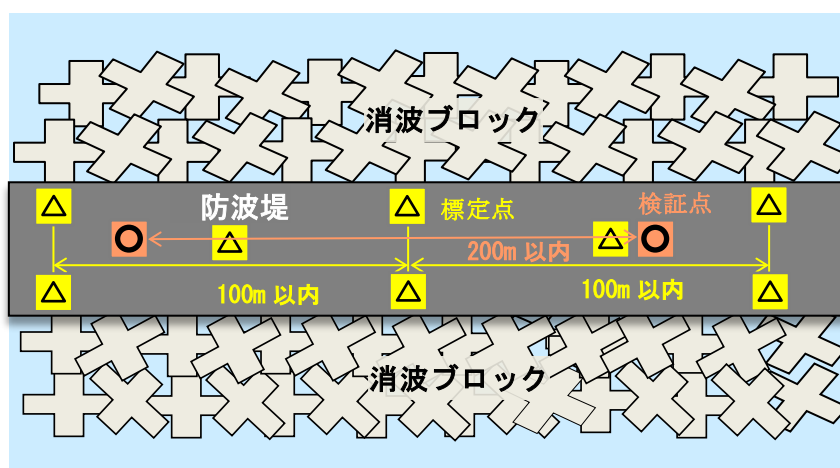 消波ブロック
防波堤
標定点
検証点
200m 以内
100m 以内
100m 以内
消波ブロック